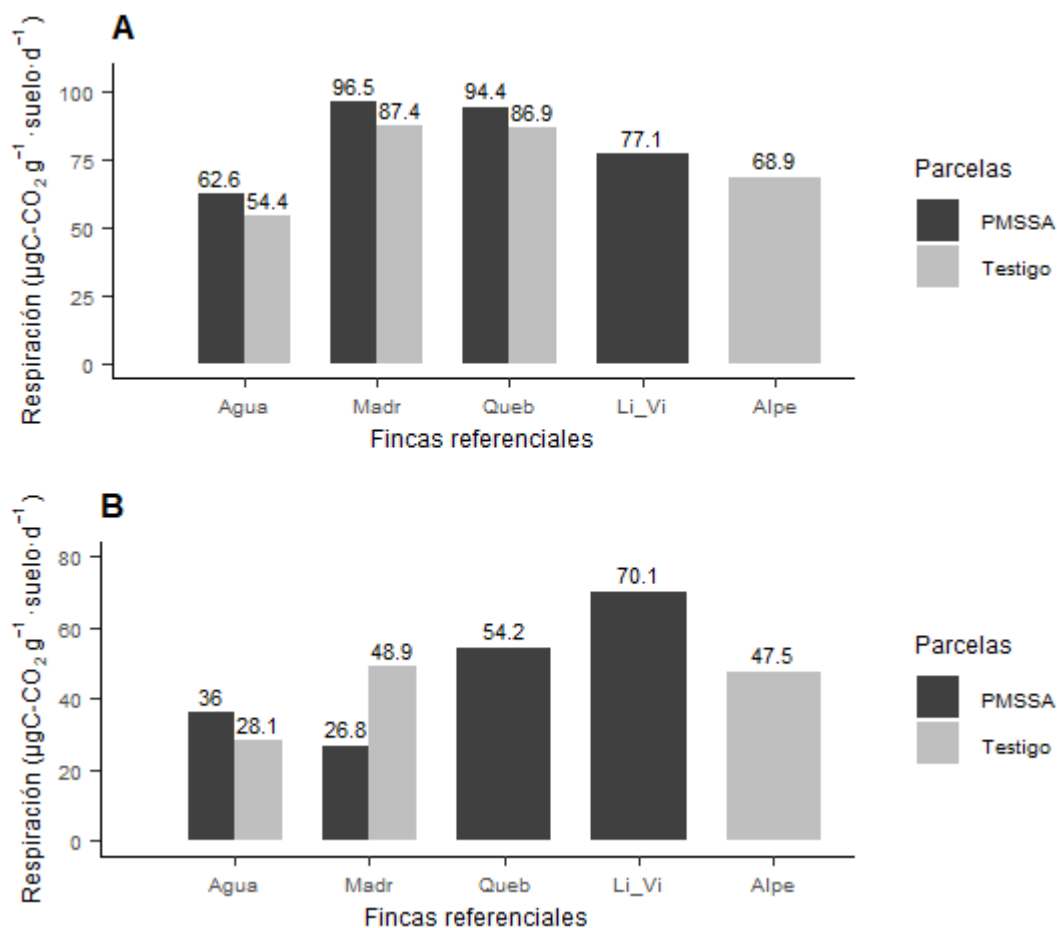 A
Respiración (µgC-CO₂ g⁻¹ · suelo· d⁻¹ )
100
75
50
25
0
62.6
54.4
96.5
87.4
94.4
86.9
77.1
68.9
Agua
Madr
Queb
Li_Vi
Alpe
Fincas referenciales
Parcelas
PMSSA
Testigo
B
Respiración (µgC-CO₂ g⁻¹ · suelo· d⁻¹ )
80
60
40
20
0
36
28.1
26.8
48.9
54.2
70.1
47.5
Agua
Madr
Queb
Li_Vi
Alpe
Fincas referenciales
Parcelas
PMSSA
Testigo